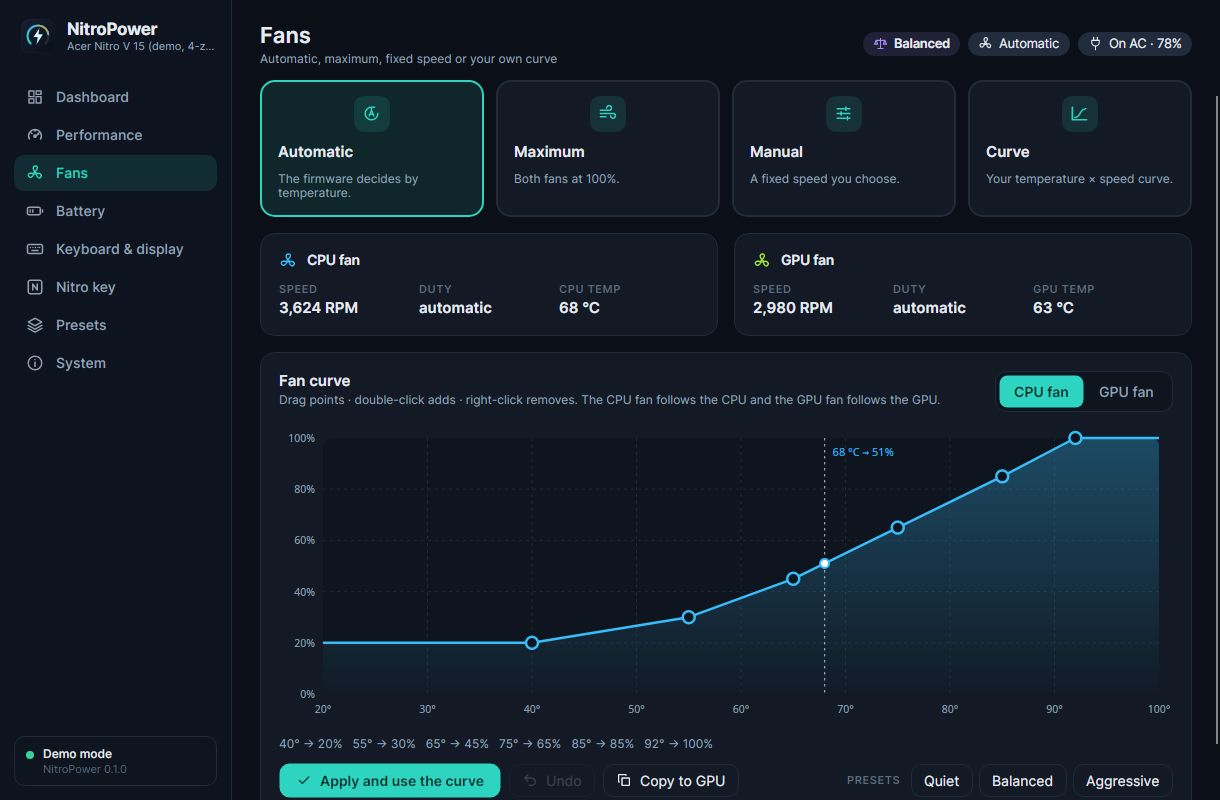 NitroPower
Acer Nitro V 15 (demo, 4-z...
Dashboard
Performance
Fans
Battery
Keyboard & display
Nitro key
Presets
System
Demo mode
NitroPower 0.1.0
Fans
Automatic, maximum, fixed speed or your own curve
Balanced
Automatic
On AC · 78%
Automatic
The firmware decides by
temperature.
Maximum
Both fans at 100%.
Manual
A fixed speed you choose.
Curve
Your temperature × speed curve.
CPU fan
SPEED DUTY CPU TEMP
3,624 RPM automatic 68 °C
GPU fan
SPEED DUTY GPU TEMP
2,980 RPM automatic 63 °C
Fan curve
Drag points · double-click adds · right-click removes. The CPU fan follows the CPU and the GPU fan follows the GPU.
CPU fan GPU fan
100%
68 °C → 51%
80%
60%
40%
20%
0%
20° 30° 40° 50° 60° 70° 80° 90° 100°
40° → 20% 55° → 30% 65° → 45% 75° → 65% 85° → 85% 92° → 100%
Apply and use the curve Undo Copy to GPU PRESETS Quiet Balanced Aggressive